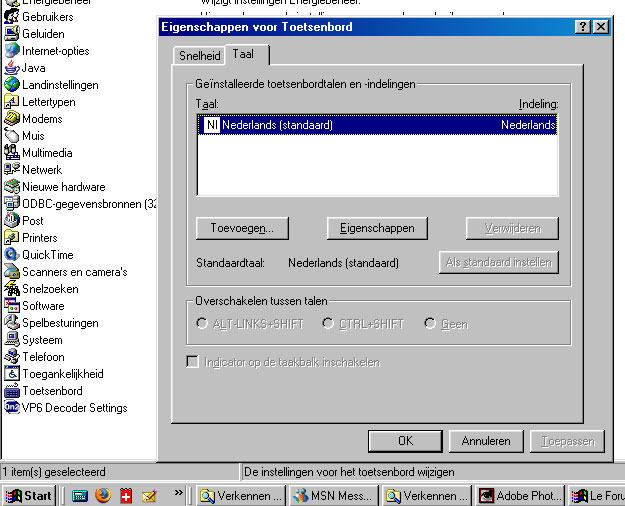 Energiebeheer
Wijzigt instellingen Energiebeheer.
Gebruikers
Geluiden
Internet-opties
Java
Landinstellingen
Lettertypen
Modems
Muis
Multimedia
Netwerk
Nieuwe hardware
ODBC-gegevensbronnen (32
Post
Printers
QuickTime
Scanners en camera's
Snelzoeken
Software
Spelbesturingen
Systeem
Telefoon
Toegankelijkheid
Toetsenbord
VP6 Decoder Settings
Eigenschappen voor Toetsenbord
Snelheid Taal
Geïnstalleerde toetsenbordtalen en -indelingen
Taal: Indeling:
Nl Nederlands (standaard) Nederlands
Toevoegen... Eigenschappen Verwijderen
Standaardtaal: Nederlands (standaard) Als standaard instellen
Overschakelen tussen talen
ALT-LINKS+SHIFT CTRL+SHIFT Geen
Indicator op de taakbalk inschakelen
OK Annuleren Toepassen
1 item(s) geselecteerd De instellingen voor het toetsenbord wijzigen
Start » Verkennen ... MSN Mess... Verkennen ... Adobe Phot... Le Foru